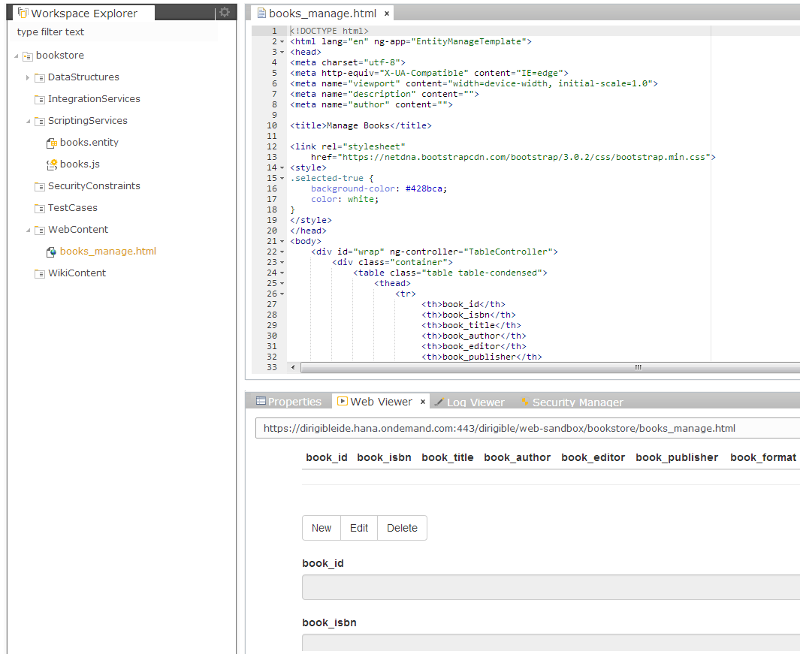 Workspace Explorer
type filter text
bookstore
DataStructures
IntegrationServices
ScriptingServices
books.entity
books.js
SecurityConstraints
TestCases
WebContent
books_manage.html
WikiContent
books_manage.html ×
1 <!DOCTYPE html>
2 <html lang="en" ng-app="EntityManageTemplate">
3 <head>
4 <meta charset="utf-8">
5 <meta http-equiv="X-UA-Compatible" content="IE=edge">
6 <meta name="viewport" content="width=device-width, initial-scale=1.0">
7 <meta name="description" content="">
8 <meta name="author" content="">
9
10 <title>Manage Books</title>
11
12 <link rel="stylesheet"
13 href="https://netdna.bootstrapcdn.com/bootstrap/3.0.2/css/bootstrap.min.css">
14 <style>
15 .selected-true {
16 background-color: #428bca;
17 color: white;
18 }
19 </style>
20 </head>
21 <body>
22 <div id="wrap" ng-controller="TableController">
23 <div class="container">
24 <table class="table table-condensed">
25 <thead>
26 <tr>
27 <th>book_id</th>
28 <th>book_isbn</th>
29 <th>book_title</th>
30 <th>book_author</th>
31 <th>book_editor</th>
32 <th>book_publisher</th>
33
Properties Web Viewer × Log Viewer Security Manager
https://dirigibleide.hana.ondemand.com:443/dirigible/web-sandbox/bookstore/books_manage.html
book_id book_isbn book_title book_author book_editor book_publisher book_format
New Edit Delete
book_id
book_isbn